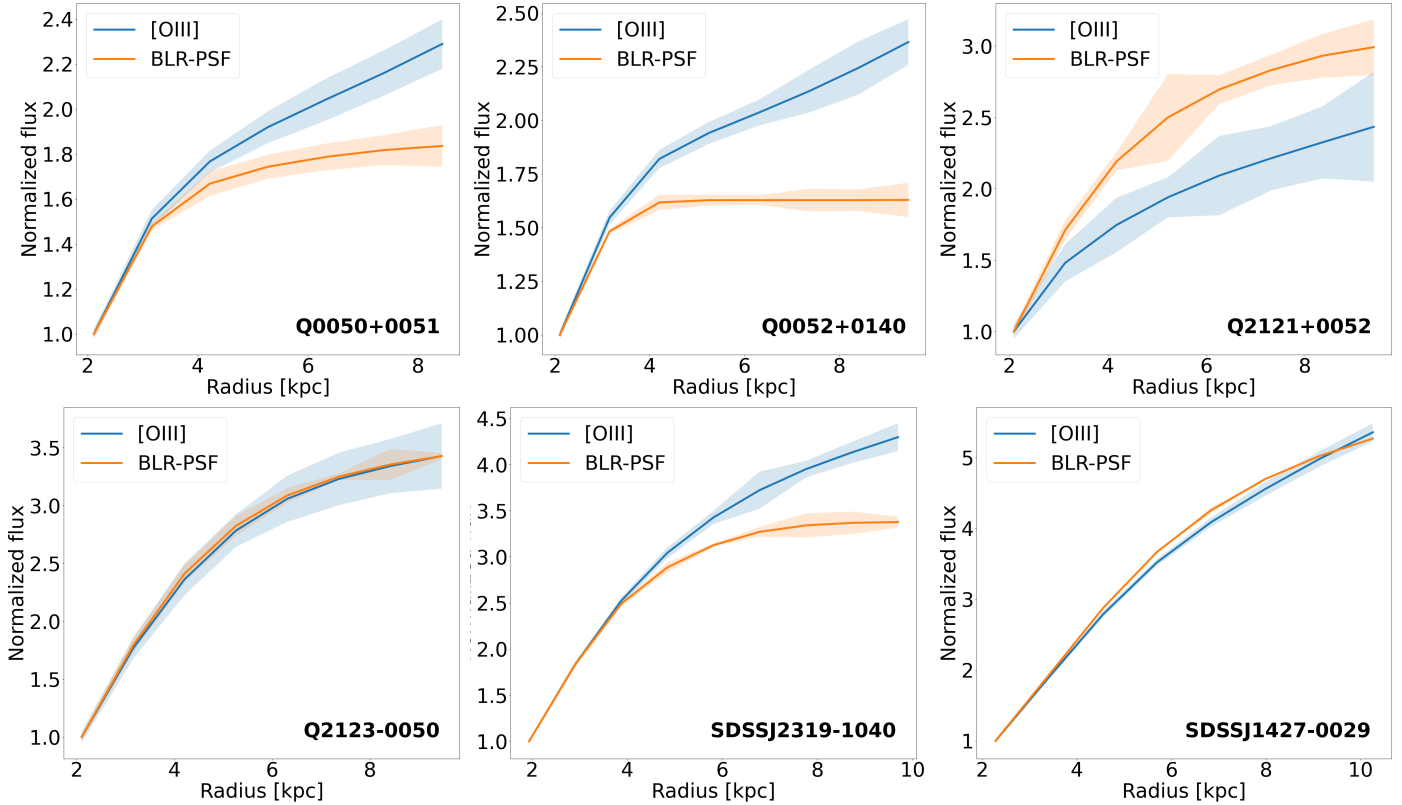 [OIII]
BLR-PSF
Normalized flux
2.4
2.2
2.0
1.8
1.6
1.4
1.2
1.0
2 4 6 8
Radius [kpc]
Q0050+0051
[OIII]
BLR-PSF
Normalized flux
2.50
2.25
2.00
1.75
1.50
1.25
1.00
2 4 6 8
Radius [kpc]
Q0052+0140
[OIII]
BLR-PSF
Normalized flux
3.0
2.5
2.0
1.5
1.0
2 4 6 8
Radius [kpc]
Q2121+0052
[OIII]
BLR-PSF
Normalized flux
3.5
3.0
2.5
2.0
1.5
1.0
2 4 6 8
Radius [kpc]
Q2123-0050
[OIII]
BLR-PSF
4.5
4.0
3.5
3.0
2.5
2.0
1.5
1.0
2 4 6 8 10
Radius [kpc]
SDSSJ2319-1040
[OIII]
BLR-PSF
Normalized flux
5
4
3
2
1
2 4 6 8 10
Radius [kpc]
SDSSJ1427-0029